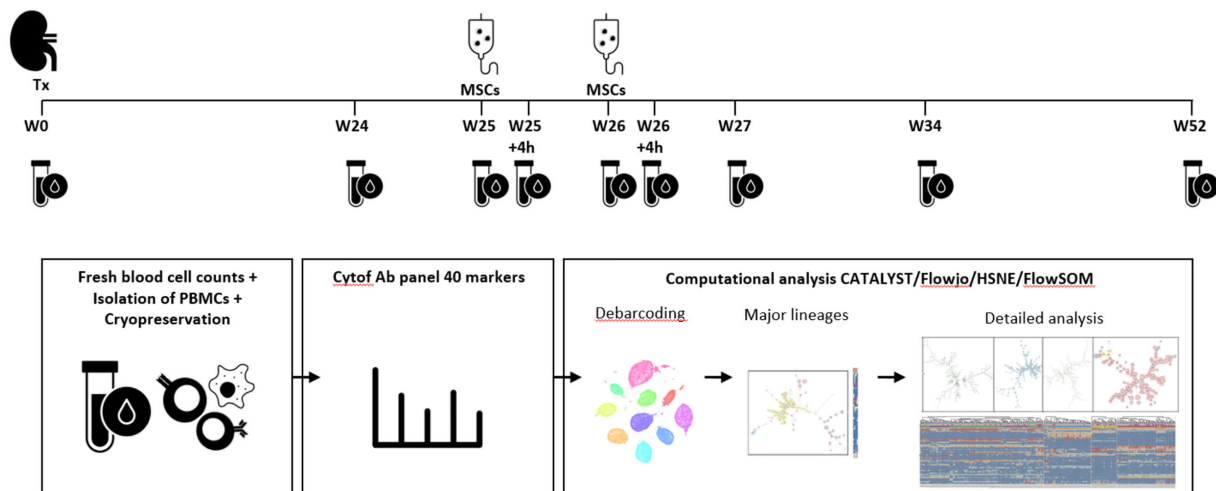 Tx
MSCs
MSCs
W0
W24
W25
W25
+4h
W26
W26
+4h
W27
W34
W52
Fresh blood cell counts +
Isolation of PBMCs +
Cryopreservation
Cytof Ab panel 40 markers
Computational analysis CATALYST/Flowjo/HSNE/FlowSOM
Debarcoding
Major lineages
Detailed analysis